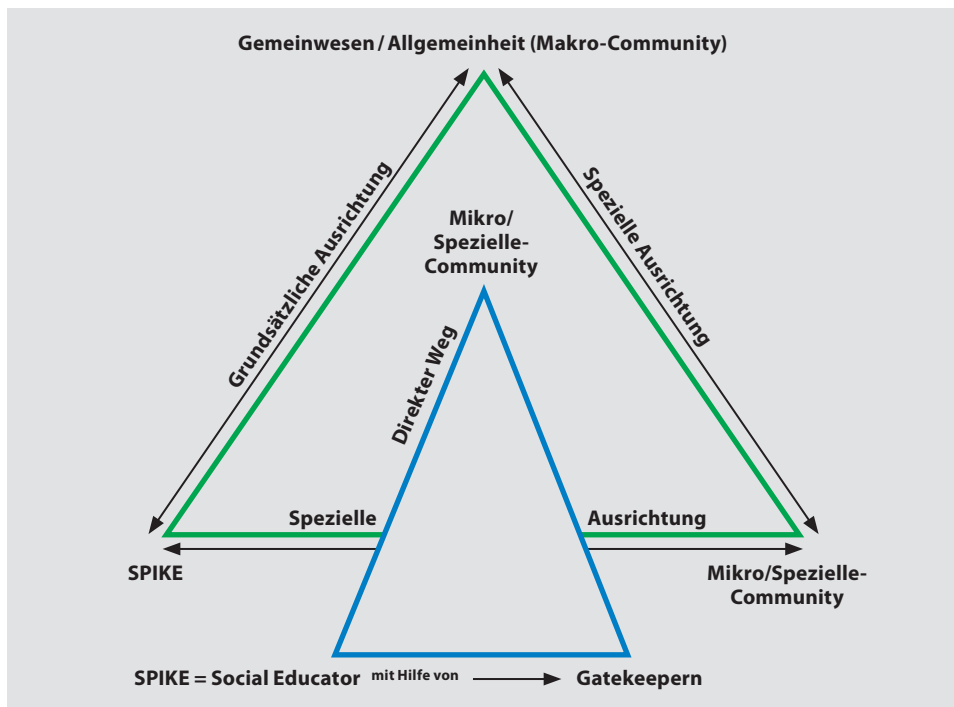 Gemeinwesen / Allgemeinheit (Makro-Community)
Grundsätzliche Ausrichtung
Spezielle Ausrichtung
Mikro/
Spezielle-
Community
Direkter Weg
Spezielle
Ausrichtung
SPIKE
Mikro/Spezielle-
Community
SPIKE = Social Educator mit Hilfe von Gatekeepern